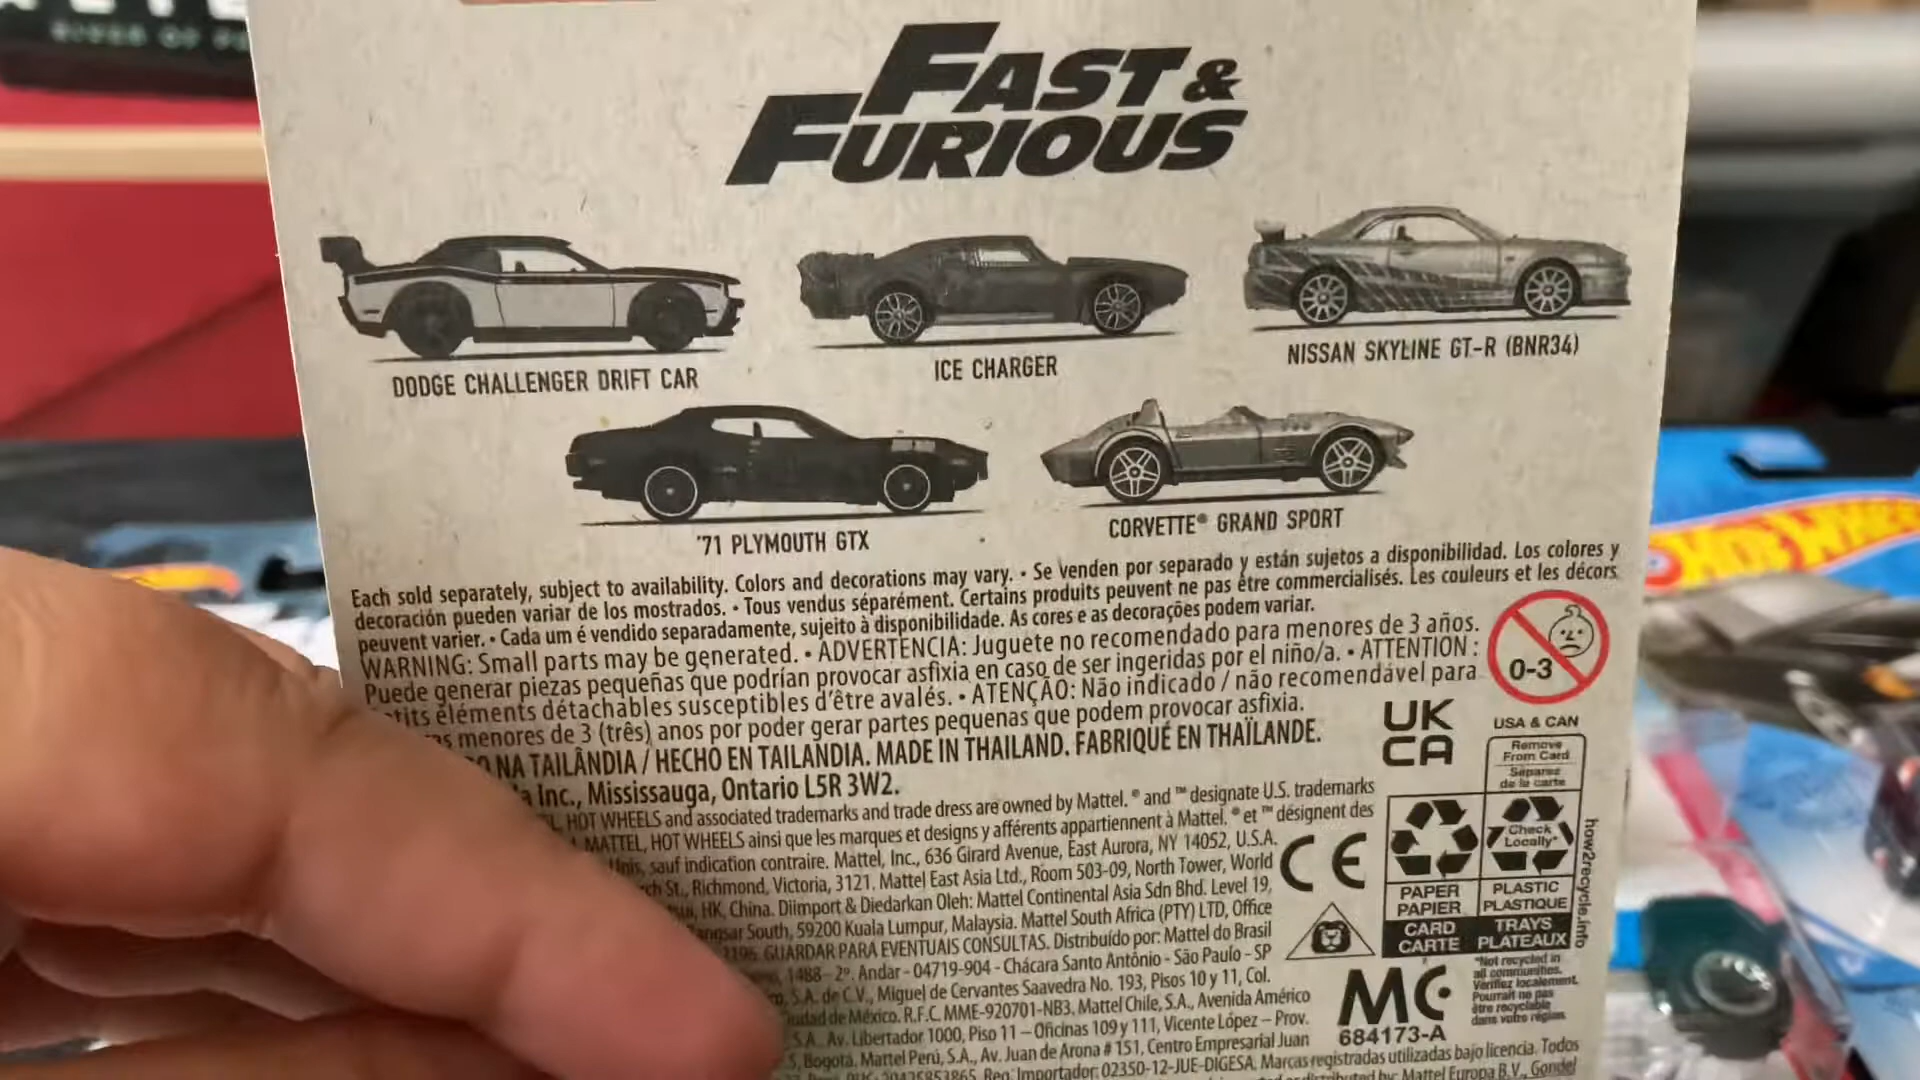 RIVER OF
FAST &
FURIOUS
DODGE CHALLENGER DRIFT CAR
ICE CHARGER
NISSAN SKYLINE GT-R (BNR34)
'71 PLYMOUTH GTX
CORVETTE® GRAND SPORT
Each sold separately, subject to availability. Colors and decorations may vary. • Se venden por separado y están sujetos a disponibilidad. Los colores y
decoración pueden variar de los mostrados. • Tous vendus séparément. Certains produits peuvent ne pas être commercialisés. Les couleurs et les décors
peuvent varier. • Cada um é vendido separadamente, sujeito à disponibilidade. As cores e as decorações podem variar.
WARNING: Small parts may be generated. • ADVERTENCIA: Juguete no recomendado para menores de 3 años.
Puede generar piezas pequeñas que podrían provocar asfixia en caso de ser ingeridas por el niño/a. • ATTENTION :
éléments détachables susceptibles d'être avalés. • ATENÇÃO: Não indicado / não recomendável para
menores de 3 (três) anos por poder gerar partes pequenas que podem provocar asfixia.
NA TAILÂNDIA / HECHO EN TAILANDIA. MADE IN THAILAND. FABRIQUÉ EN THAÏLANDE.
Inc., Mississauga, Ontario L5R 3W2.
HOT WHEELS and associated trademarks and trade dress are owned by Mattel. ® and ™ designate U.S. trademarks
MATTEL, HOT WHEELS ainsi que les marques et designs y afférents appartiennent à Mattel. ® et ™ désignent des
sauf indication contraire. Mattel, Inc., 636 Girard Avenue, East Aurora, NY 14052, U.S.A.
St., Richmond, Victoria, 3121. Mattel East Asia Ltd., Room 503-09, North Tower, World
HK, China. Diimport & Diedarkan Oleh: Mattel Continental Asia Sdn Bhd. Level 19,
South, 59200 Kuala Lumpur, Malaysia. Mattel South Africa (PTY) LTD, Office
GUARDAR PARA EVENTUAIS CONSULTAS. Distribuído por: Mattel do Brasil
1488 - 2º. Andar - 04719-904 - Chácara Santo Antônio - São Paulo - SP
S.A. de C.V., Miguel de Cervantes Saavedra No. 193, Pisos 10 y 11, Col.
Ciudad de México. R.F.C. MME-920701-NB3. Mattel Chile, S.A., Avenida Américo
S.A., Av. Libertador 1000, Piso 11 – Oficinas 109 y 111, Vicente López – Prov.
Bogotá. Mattel Perú, S.A., Av. Juan de Arona # 151, Centro Empresarial Juan
Reg. Importador: 02350-12-JUE-DIGESA. Marcas registradas utilizadas bajo licencia. Todos
by: Mattel Europa B.V., Gondel
0-3
UK
CA
USA & CAN
Remove
From Card
Séparez
de la carte
Check
Locally*
PAPER
PAPIER
PLASTIC
PLASTIQUE
CARD
CARTE
TRAYS
PLATEAUX
how2recycle.info
*Not recycled in
all communities.
Vérifiez localement.
Pourrait ne pas
être recyclable
dans votre région.
CE
MC
684173-A
HOT WHEELS